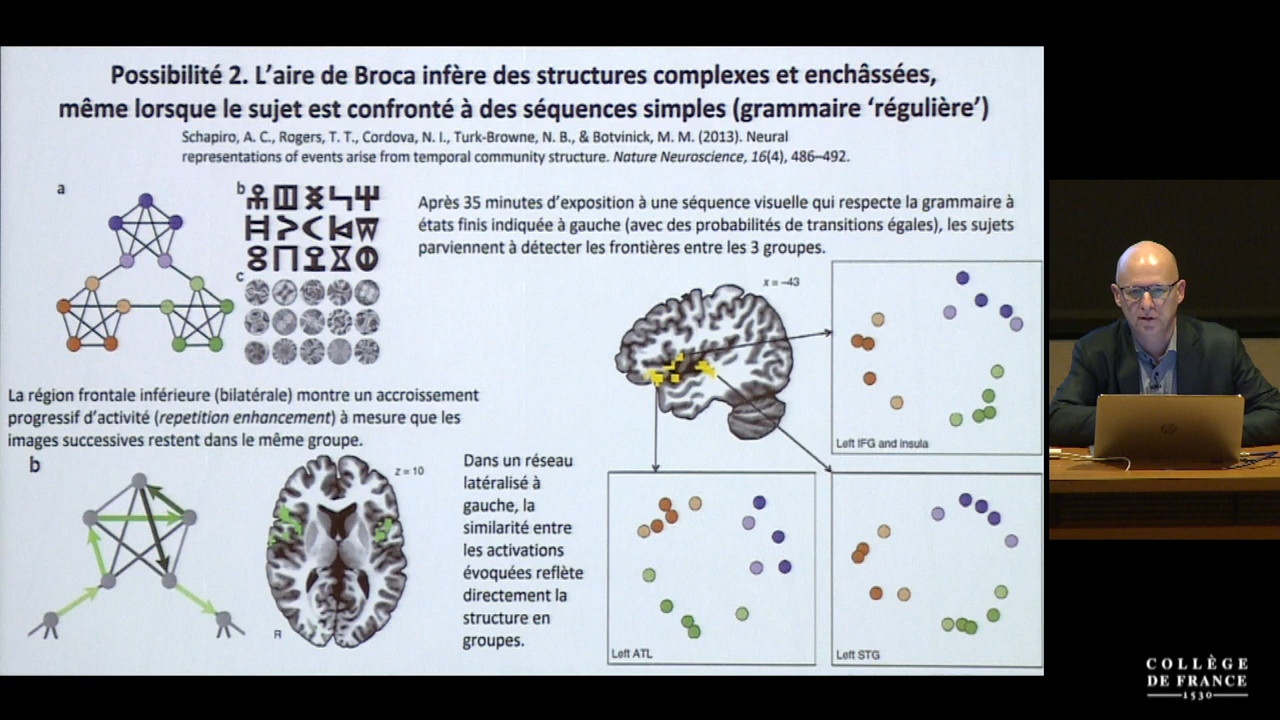 Possibilité 2. L'aire de Broca infère des structures complexes et enchâssées,
même lorsque le sujet est confronté à des séquences simples (grammaire 'régulière')
Schapiro, A. C., Rogers, T. T., Cordova, N. I., Turk-Browne, N. B., & Botvinick, M. M. (2013). Neural
representations of events arise from temporal community structure. Nature Neuroscience, 16(4), 486–492.
a
b
c
Après 35 minutes d'exposition à une séquence visuelle qui respecte la grammaire à
états finis indiquée à gauche (avec des probabilités de transitions égales), les sujets
parviennent à détecter les frontières entre les 3 groupes.
x = –43
Left IFG and insula
La région frontale inférieure (bilatérale) montre un accroissement
progressif d'activité (repetition enhancement) à mesure que les
images successives restent dans le même groupe.
b
z = 10
R
Dans un réseau
latéralisé à
gauche, la
similarité entre
les activations
évoquées reflète
directement la
structure en
groupes.
Left ATL
Left STG
hp
COLLÈGE
DE FRANCE
1530